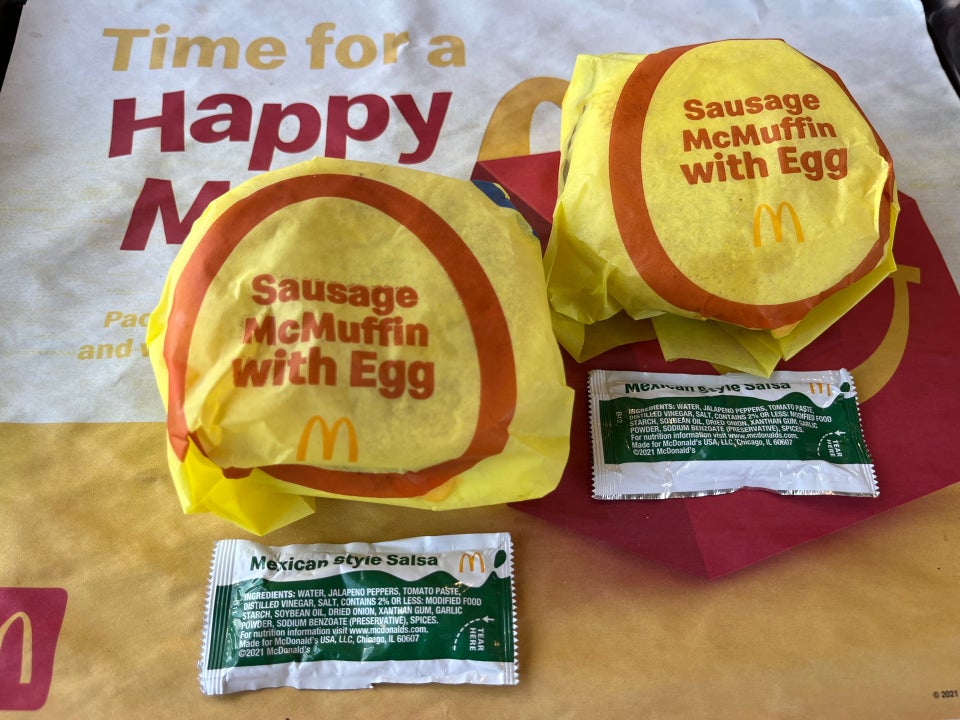 Time for a
Happy
M
Pac
and
Sausage
McMuffin
with Egg
Sausage
McMuffin
with Egg
Mexican style Salsa
INGREDIENTS: WATER, JALAPENO PEPPERS, TOMATO PASTE,
DISTILLED VINEGAR, SALT, CONTAINS 2% OR LESS: MODIFIED FOOD
STARCH, SOYBEAN OIL, DRIED ONION, XANTHAN GUM, GARLIC
POWDER, SODIUM BENZOATE (PRESERVATIVE), SPICES.
For nutrition information visit www.mcdonalds.com.
Made for McDonald's USA, LLC, Chicago, IL 60607
©2021 McDonald's
TEAR
HERE
Mexican style Salsa
INGREDIENTS: WATER, JALAPENO PEPPERS, TOMATO PASTE,
DISTILLED VINEGAR, SALT, CONTAINS 2% OR LESS: MODIFIED FOOD
STARCH, SOYBEAN OIL, DRIED ONION, XANTHAN GUM, GARLIC
POWDER, SODIUM BENZOATE (PRESERVATIVE), SPICES.
For nutrition information visit www.mcdonalds.com.
Made for McDonald's USA, LLC, Chicago, IL 60607
©2021 McDonald's
TEAR
HERE
© 2021